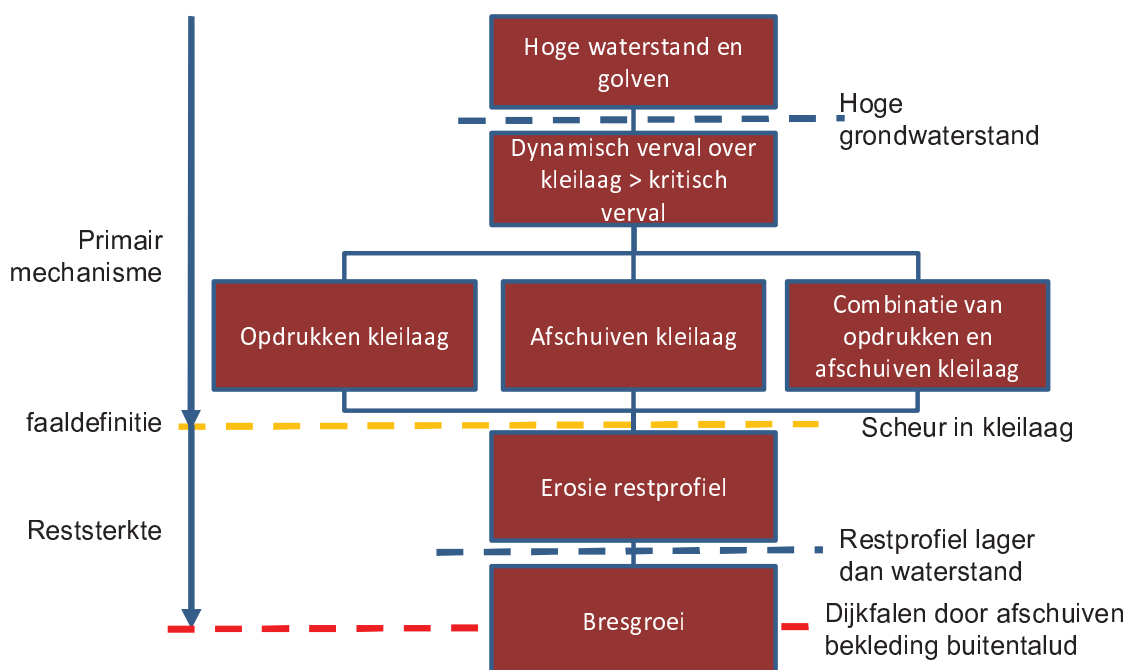 Hoge waterstand en
golven
Hoge
grondwaterstand
Dynamisch verval over
kleilaag > kritisch
verval
Primair
mechanisme
Opdrukken kleilaag
Afschuiven kleilaag
Combinatie van
opdrukken en
afschuiven kleilaag
faaldefinitie
Scheur in kleilaag
Erosie restprofiel
Reststerkte
Restprofiel lager
dan waterstand
Bresgroei
Dijkfalen door afschuiven
bekleding buitentalud